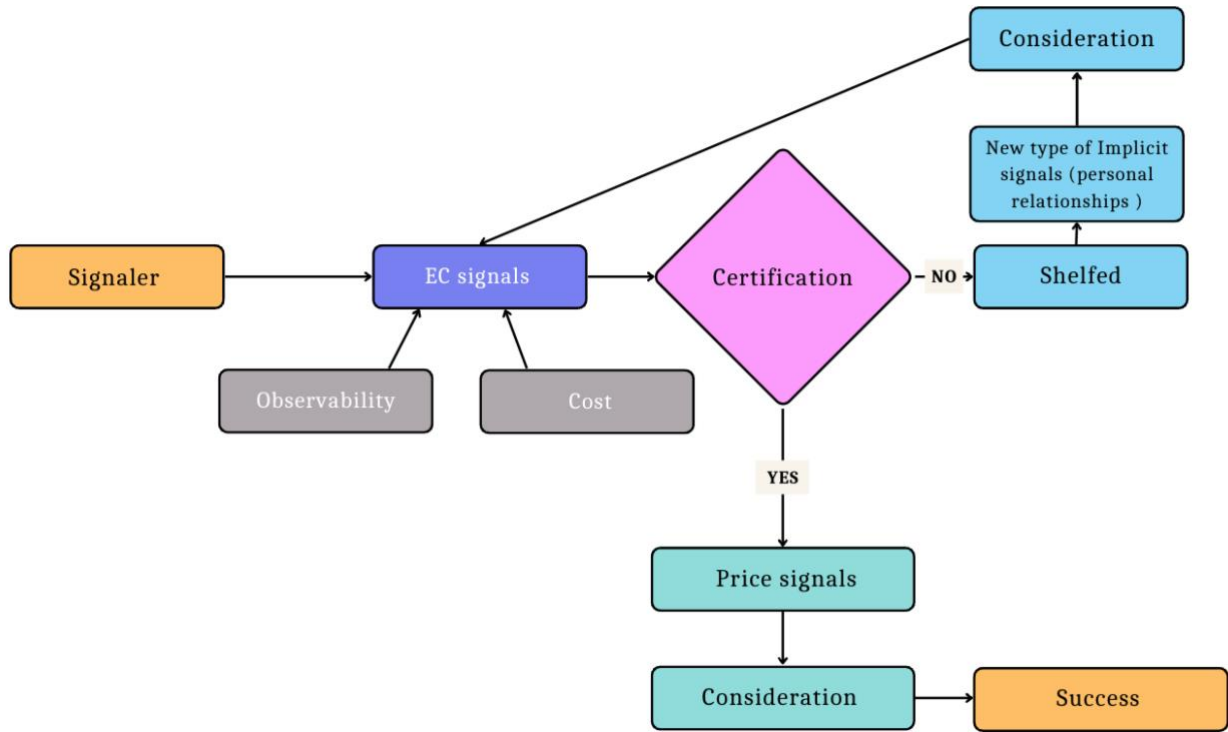 Consideration
New type of Implicit
signals (personal
relationships )
Signaler
EC signals
Certification
NO
Shelfed
Observability
Cost
YES
Price signals
Consideration
Success